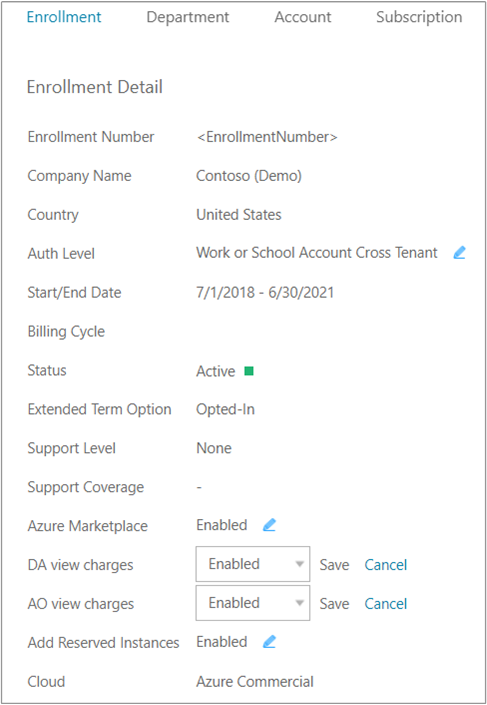 Enrollment Department Account Subscription
Enrollment Detail
Enrollment Number <EnrollmentNumber>
Company Name Contoso (Demo)
Country United States
Auth Level Work or School Account Cross Tenant
Start/End Date 7/1/2018 - 6/30/2021
Billing Cycle
Status Active
Extended Term Option Opted-In
Support Level None
Support Coverage -
Azure Marketplace Enabled
DA view charges Enabled Save Cancel
AO view charges Enabled Save Cancel
Add Reserved Instances Enabled
Cloud Azure Commercial